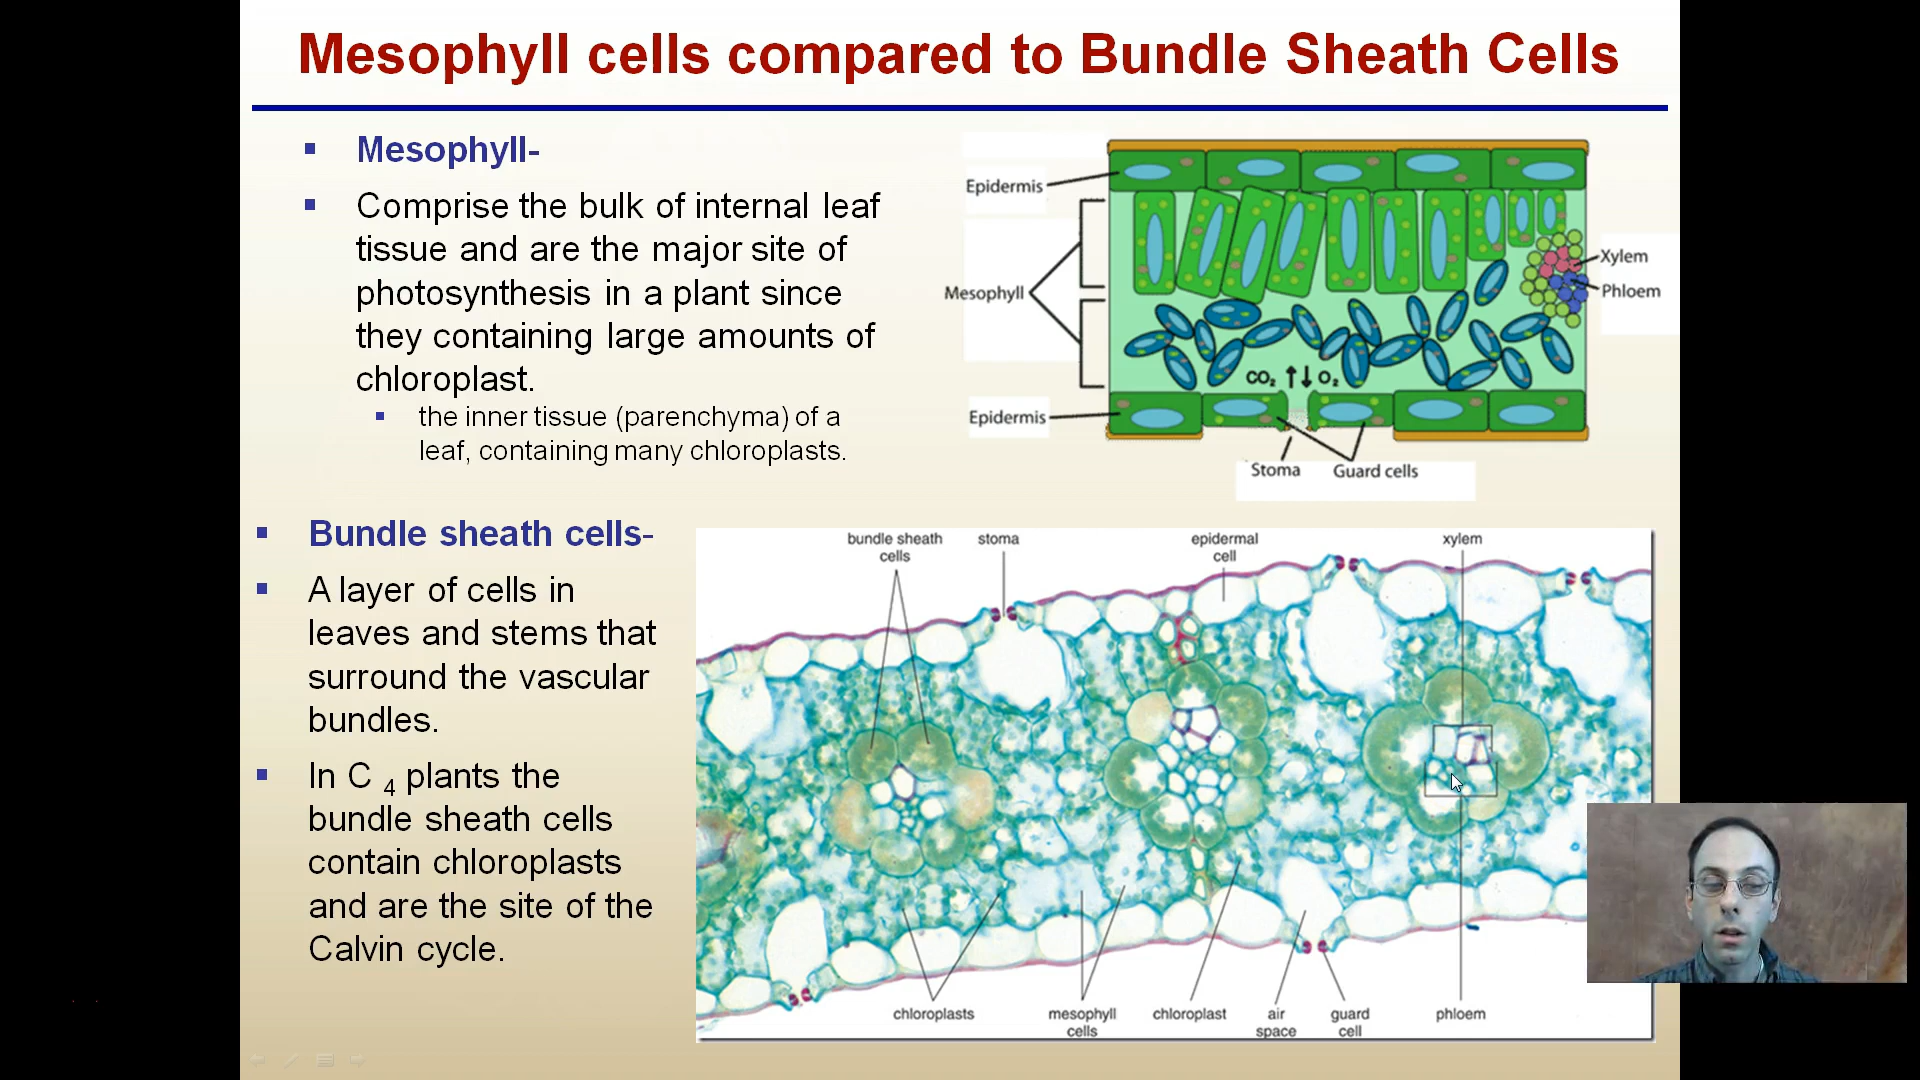 Mesophyll cells compared to Bundle Sheath Cells
Mesophyll-
Comprise the bulk of internal leaf
tissue and are the major site of
photosynthesis in a plant since
they containing large amounts of
chloroplast.
the inner tissue (parenchyma) of a
leaf, containing many chloroplasts.
Bundle sheath cells-
A layer of cells in
leaves and stems that
surround the vascular
bundles.
In C 4 plants the
bundle sheath cells
contain chloroplasts
and are the site of the
Calvin cycle.
Epidermis
Mesophyll
Xylem
Phloem
CO₂ ↑↓ O₂
Epidermis
Stoma
Guard cells
bundle sheath
cells
stoma
epidermal
cell
xylem
chloroplasts
mesophyll
cells
chloroplast
air
space
guard
cell
phloem